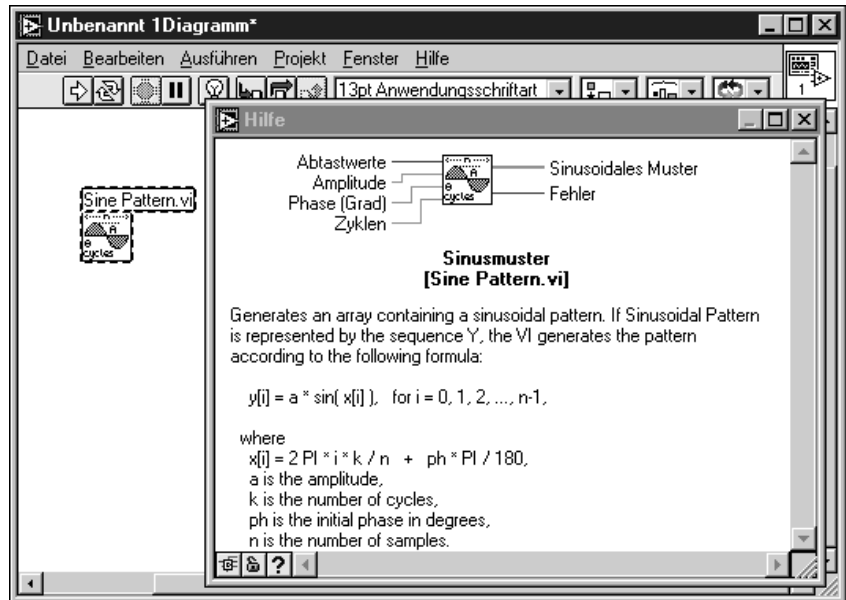 Unbenannt 1Diagramm*
Datei Bearbeiten Ausführen Projekt Fenster Hilfe
13pt Anwendungsschriftart
1
Sine Pattern.vi
n
A
θ
cycles
Hilfe
Abtastwerte
Amplitude
Phase (Grad)
Zyklen
n
A
θ
cycles
Sinusoidales Muster
Fehler
Sinusmuster
[Sine Pattern.vi]
Generates an array containing a sinusoidal pattern. If Sinusoidal Pattern
is represented by the sequence Y, the VI generates the pattern
according to the following formula:
y[i] = a * sin( x[i] ), for i = 0, 1, 2, ..., n-1,
where
x[i] = 2 PI * i * k / n + ph * PI / 180,
a is the amplitude,
k is the number of cycles,
ph is the initial phase in degrees,
n is the number of samples.
?